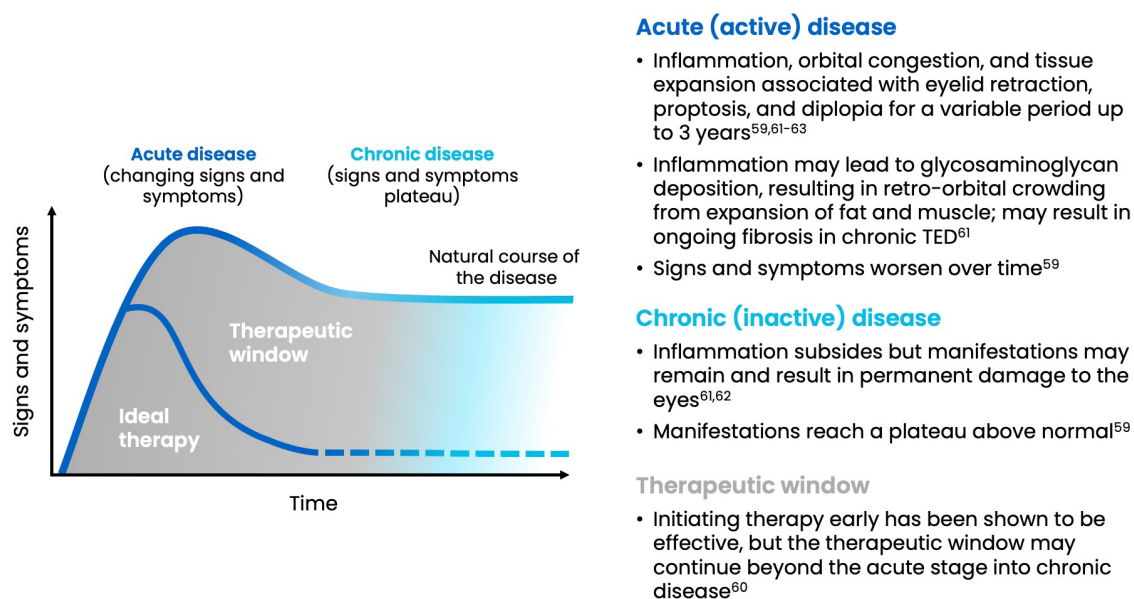 Acute disease
(changing signs and
symptoms)
Chronic disease
(signs and symptoms
plateau)
Signs and symptoms
Natural course of
the disease
Therapeutic
window
Ideal
therapy
Time
Acute (active) disease
• Inflammation, orbital congestion, and tissue
expansion associated with eyelid retraction,
proptosis, and diplopia for a variable period up
to 3 years59,61-63
• Inflammation may lead to glycosaminoglycan
deposition, resulting in retro-orbital crowding
from expansion of fat and muscle; may result in
ongoing fibrosis in chronic TED61
• Signs and symptoms worsen over time59
Chronic (inactive) disease
• Inflammation subsides but manifestations may
remain and result in permanent damage to the
eyes61,62
• Manifestations reach a plateau above normal59
Therapeutic window
• Initiating therapy early has been shown to be
effective, but the therapeutic window may
continue beyond the acute stage into chronic
disease60